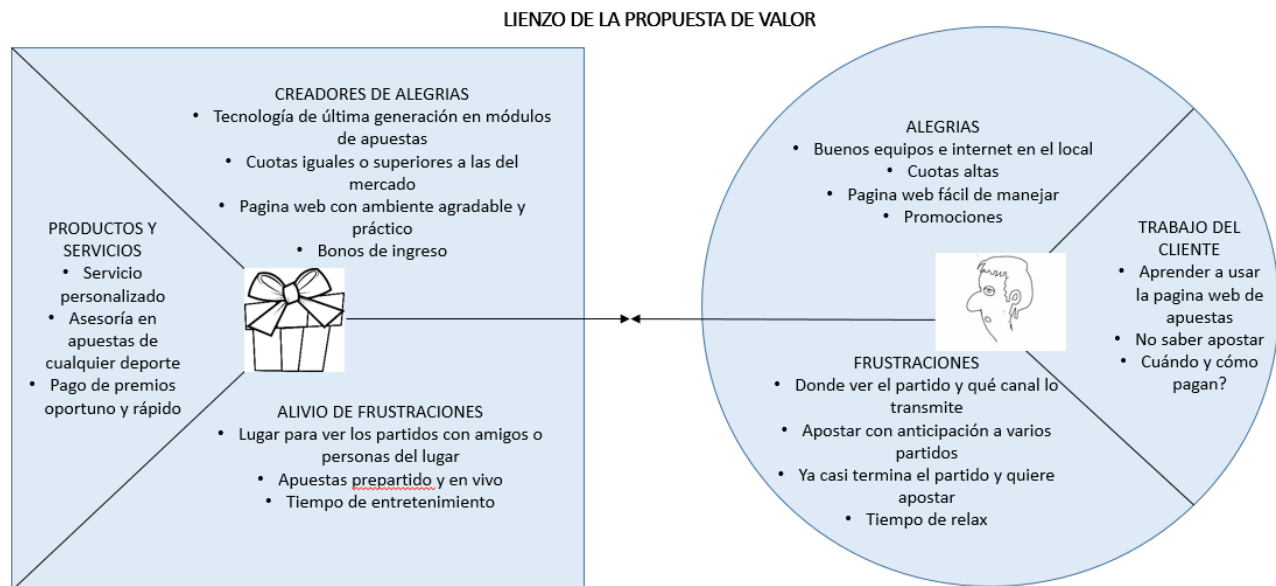 LIENZO DE LA PROPUESTA DE VALOR
CREADORES DE ALEGRIAS
• Tecnología de última generación en módulos
de apuestas
• Cuotas iguales o superiores a las del
mercado
• Pagina web con ambiente agradable y
práctico
• Bonos de ingreso
PRODUCTOS Y
SERVICIOS
• Servicio
personalizado
• Asesoría en
apuestas de
cualquier deporte
• Pago de premios
oportuno y rápido
ALIVIO DE FRUSTRACIONES
• Lugar para ver los partidos con amigos o
personas del lugar
• Apuestas prepartido y en vivo
• Tiempo de entretenimiento
ALEGRIAS
• Buenos equipos e internet en el local
• Cuotas altas
• Pagina web fácil de manejar
• Promociones
TRABAJO DEL
CLIENTE
• Aprender a usar
la pagina web de
apuestas
• No saber apostar
• Cuándo y cómo
pagan?
FRUSTRACIONES
• Donde ver el partido y qué canal lo
transmite
• Apostar con anticipación a varios
partidos
• Ya casi termina el partido y quiere
apostar
• Tiempo de relax